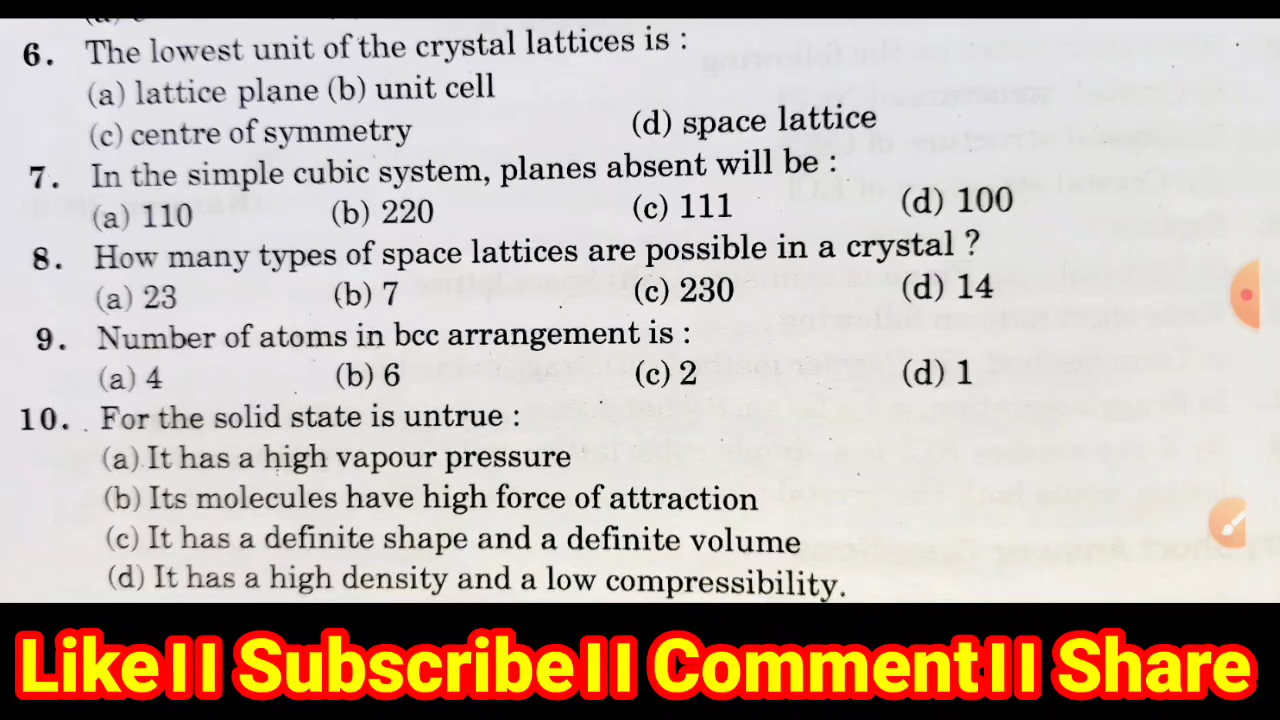 6. The lowest unit of the crystal lattices is :
(a) lattice plane (b) unit cell
(c) centre of symmetry (d) space lattice
7. In the simple cubic system, planes absent will be :
(a) 110 (b) 220 (c) 111 (d) 100
8. How many types of space lattices are possible in a crystal ?
(a) 23 (b) 7 (c) 230 (d) 14
9. Number of atoms in bcc arrangement is :
(a) 4 (b) 6 (c) 2 (d) 1
10. For the solid state is untrue :
(a) It has a high vapour pressure
(b) Its molecules have high force of attraction
(c) It has a definite shape and a definite volume
(d) It has a high density and a low compressibility.
Like|| Subscribe|| Comment|| Share